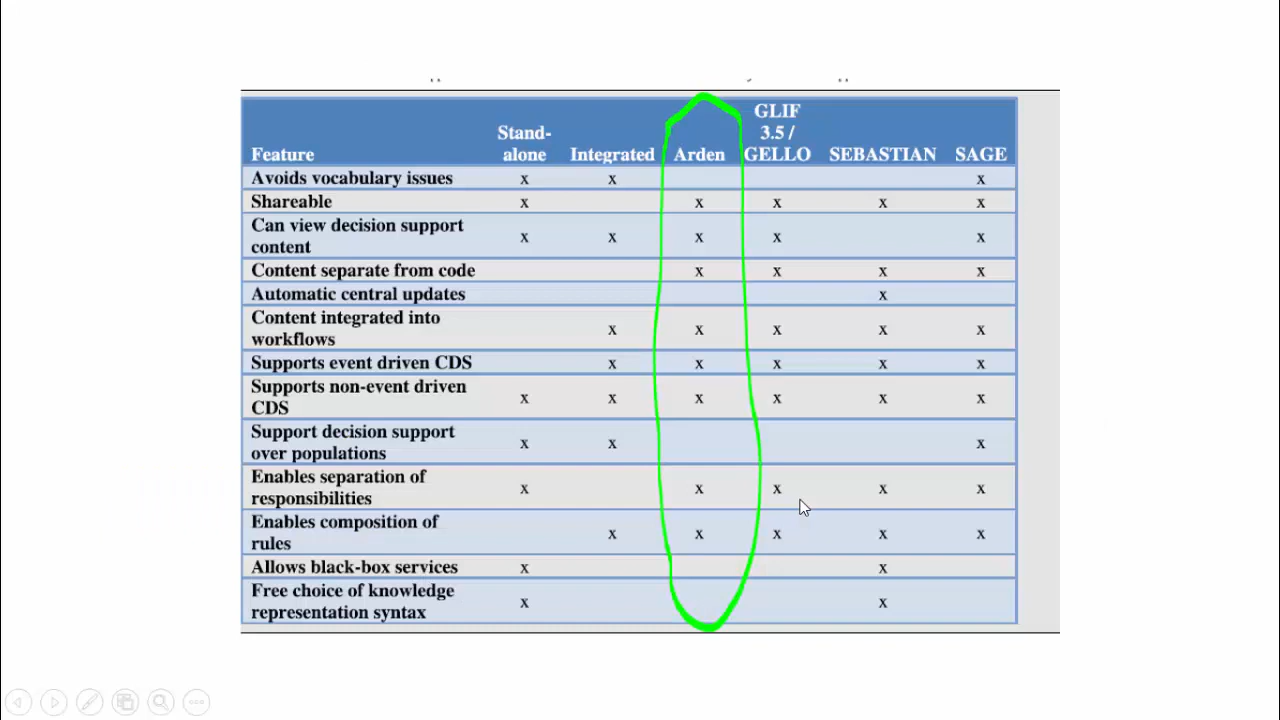 Feature Stand-alone Integrated Arden GLIF 3.5 / GELLO SEBASTIAN SAGE
Avoids vocabulary issues x x x
Shareable x x x x x
Can view decision support content x x x x x
Content separate from code x x x x
Automatic central updates x
Content integrated into workflows x x x x x
Supports event driven CDS x x x x x
Supports non-event driven CDS x x x x x x
Support decision support over populations x x x
Enables separation of responsibilities x x x x x
Enables composition of rules x x x x x
Allows black-box services x x
Free choice of knowledge representation syntax x x